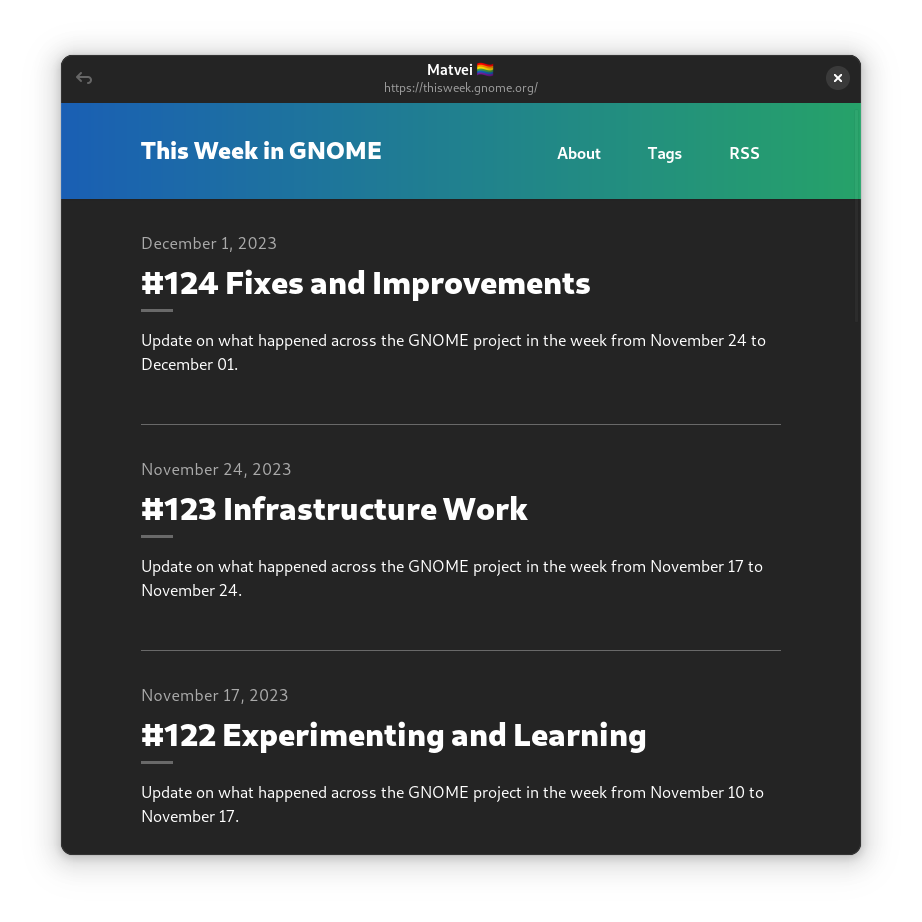 Matvei 🏳️‍🌈
https://thisweek.gnome.org/
This Week in GNOME
About
Tags
RSS
December 1, 2023
#124 Fixes and Improvements
Update on what happened across the GNOME project in the week from November 24 to
December 01.
November 24, 2023
#123 Infrastructure Work
Update on what happened across the GNOME project in the week from November 17 to
November 24.
November 17, 2023
#122 Experimenting and Learning
Update on what happened across the GNOME project in the week from November 10 to
November 17.